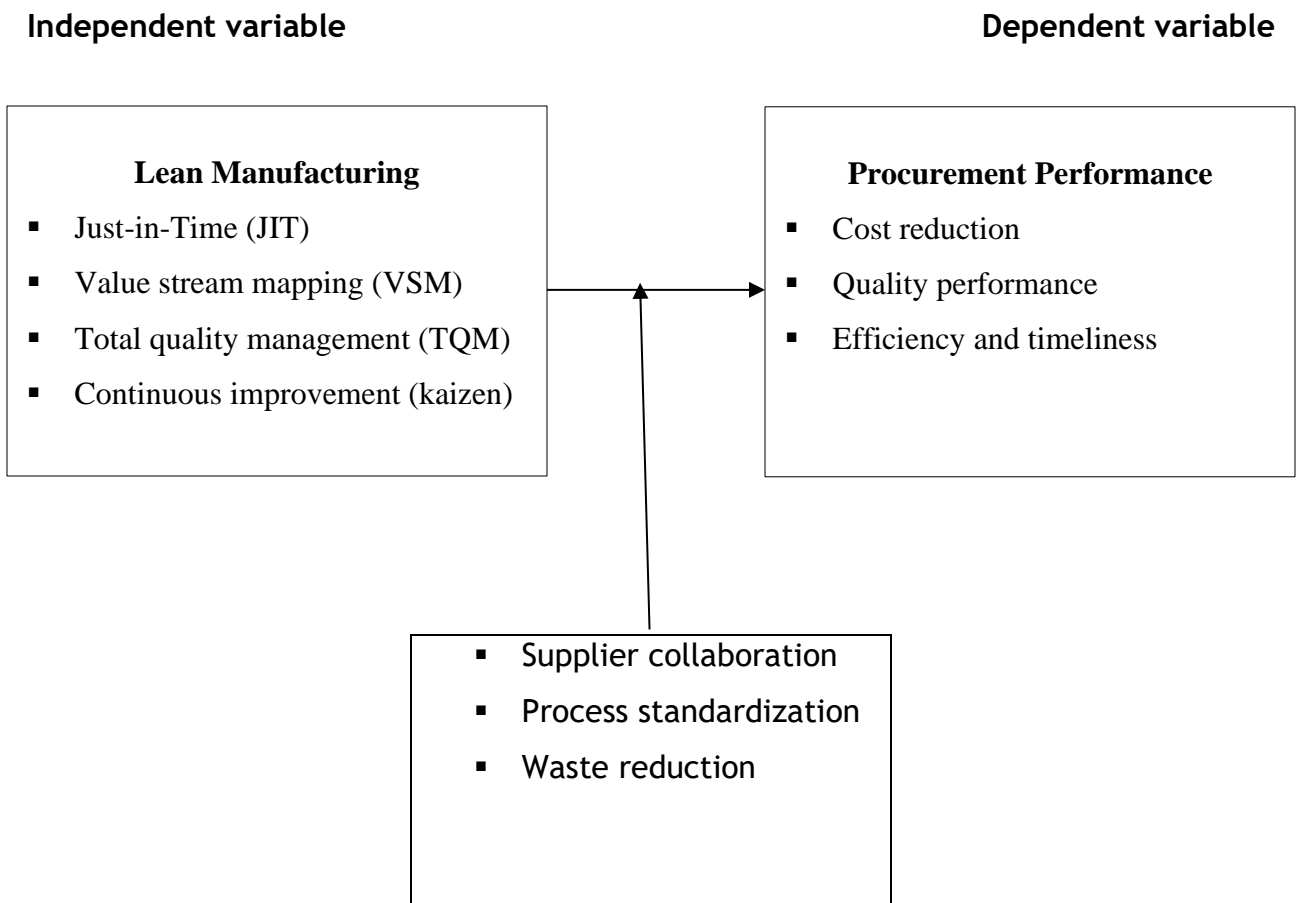 Independent variable
Dependent variable
Lean Manufacturing
▪ Just-in-Time (JIT)
▪ Value stream mapping (VSM)
▪ Total quality management (TQM)
▪ Continuous improvement (kaizen)
Procurement Performance
▪ Cost reduction
▪ Quality performance
▪ Efficiency and timeliness
▪ Supplier collaboration
▪ Process standardization
▪ Waste reduction